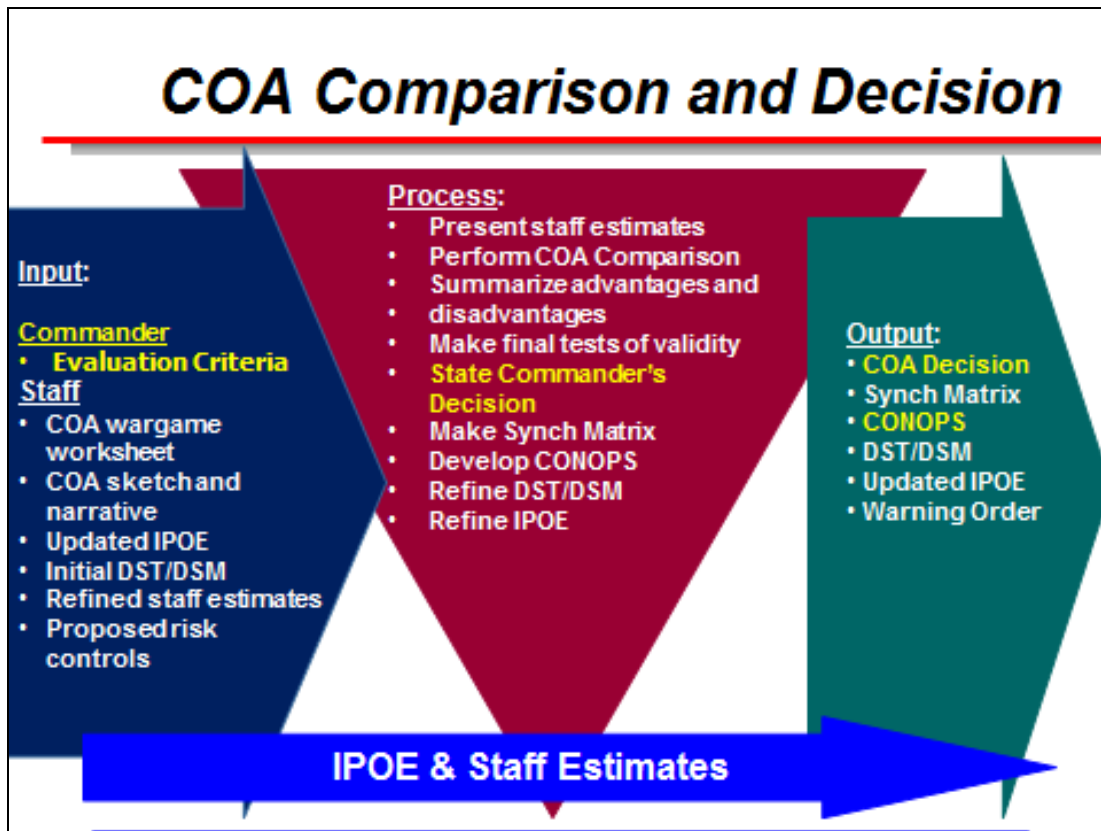 COA Comparison and Decision
Input:
Commander
• Evaluation Criteria
Staff
• COA wargame
worksheet
• COA sketch and
narrative
• Updated IPOE
• Initial DST/DSM
• Refined staff estimates
• Proposed risk
controls
Process:
• Present staff estimates
• Perform COA Comparison
• Summarize advantages and
• disadvantages
• Make final tests of validity
• State Commander's
Decision
• Make Synch Matrix
• Develop CONOPS
• Refine DST/DSM
• Refine IPOE
Output:
• COA Decision
• Synch Matrix
• CONOPS
• DST/DSM
• Updated IPOE
• Warning Order
IPOE & Staff Estimates